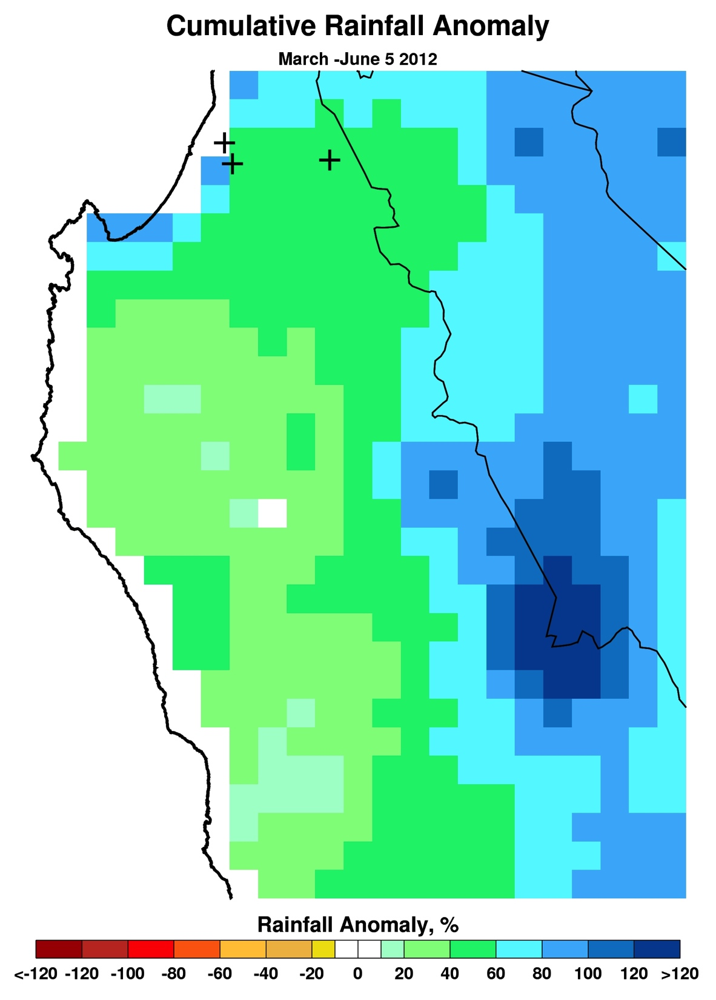 Cumulative Rainfall Anomaly
March -June 5 2012
Rainfall Anomaly, %
<-120 -120 -100 -80 -60 -40 -20 0 20 40 60 80 100 120 >120